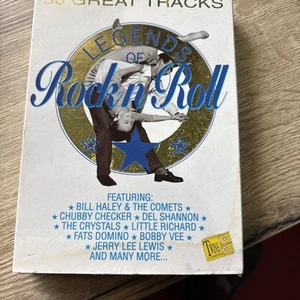 GREAT TRACKS
LEGENDS
OF
Rock n Roll
FEATURING:
BILL HALEY & THE COMETS
CHUBBY CHECKER ★ DEL SHANNON
THE CRYSTALS ★ LITTLE RICHARD
FATS DOMINO ★ BOBBY VEE
JERRY LEE LEWIS
AND MANY MORE...